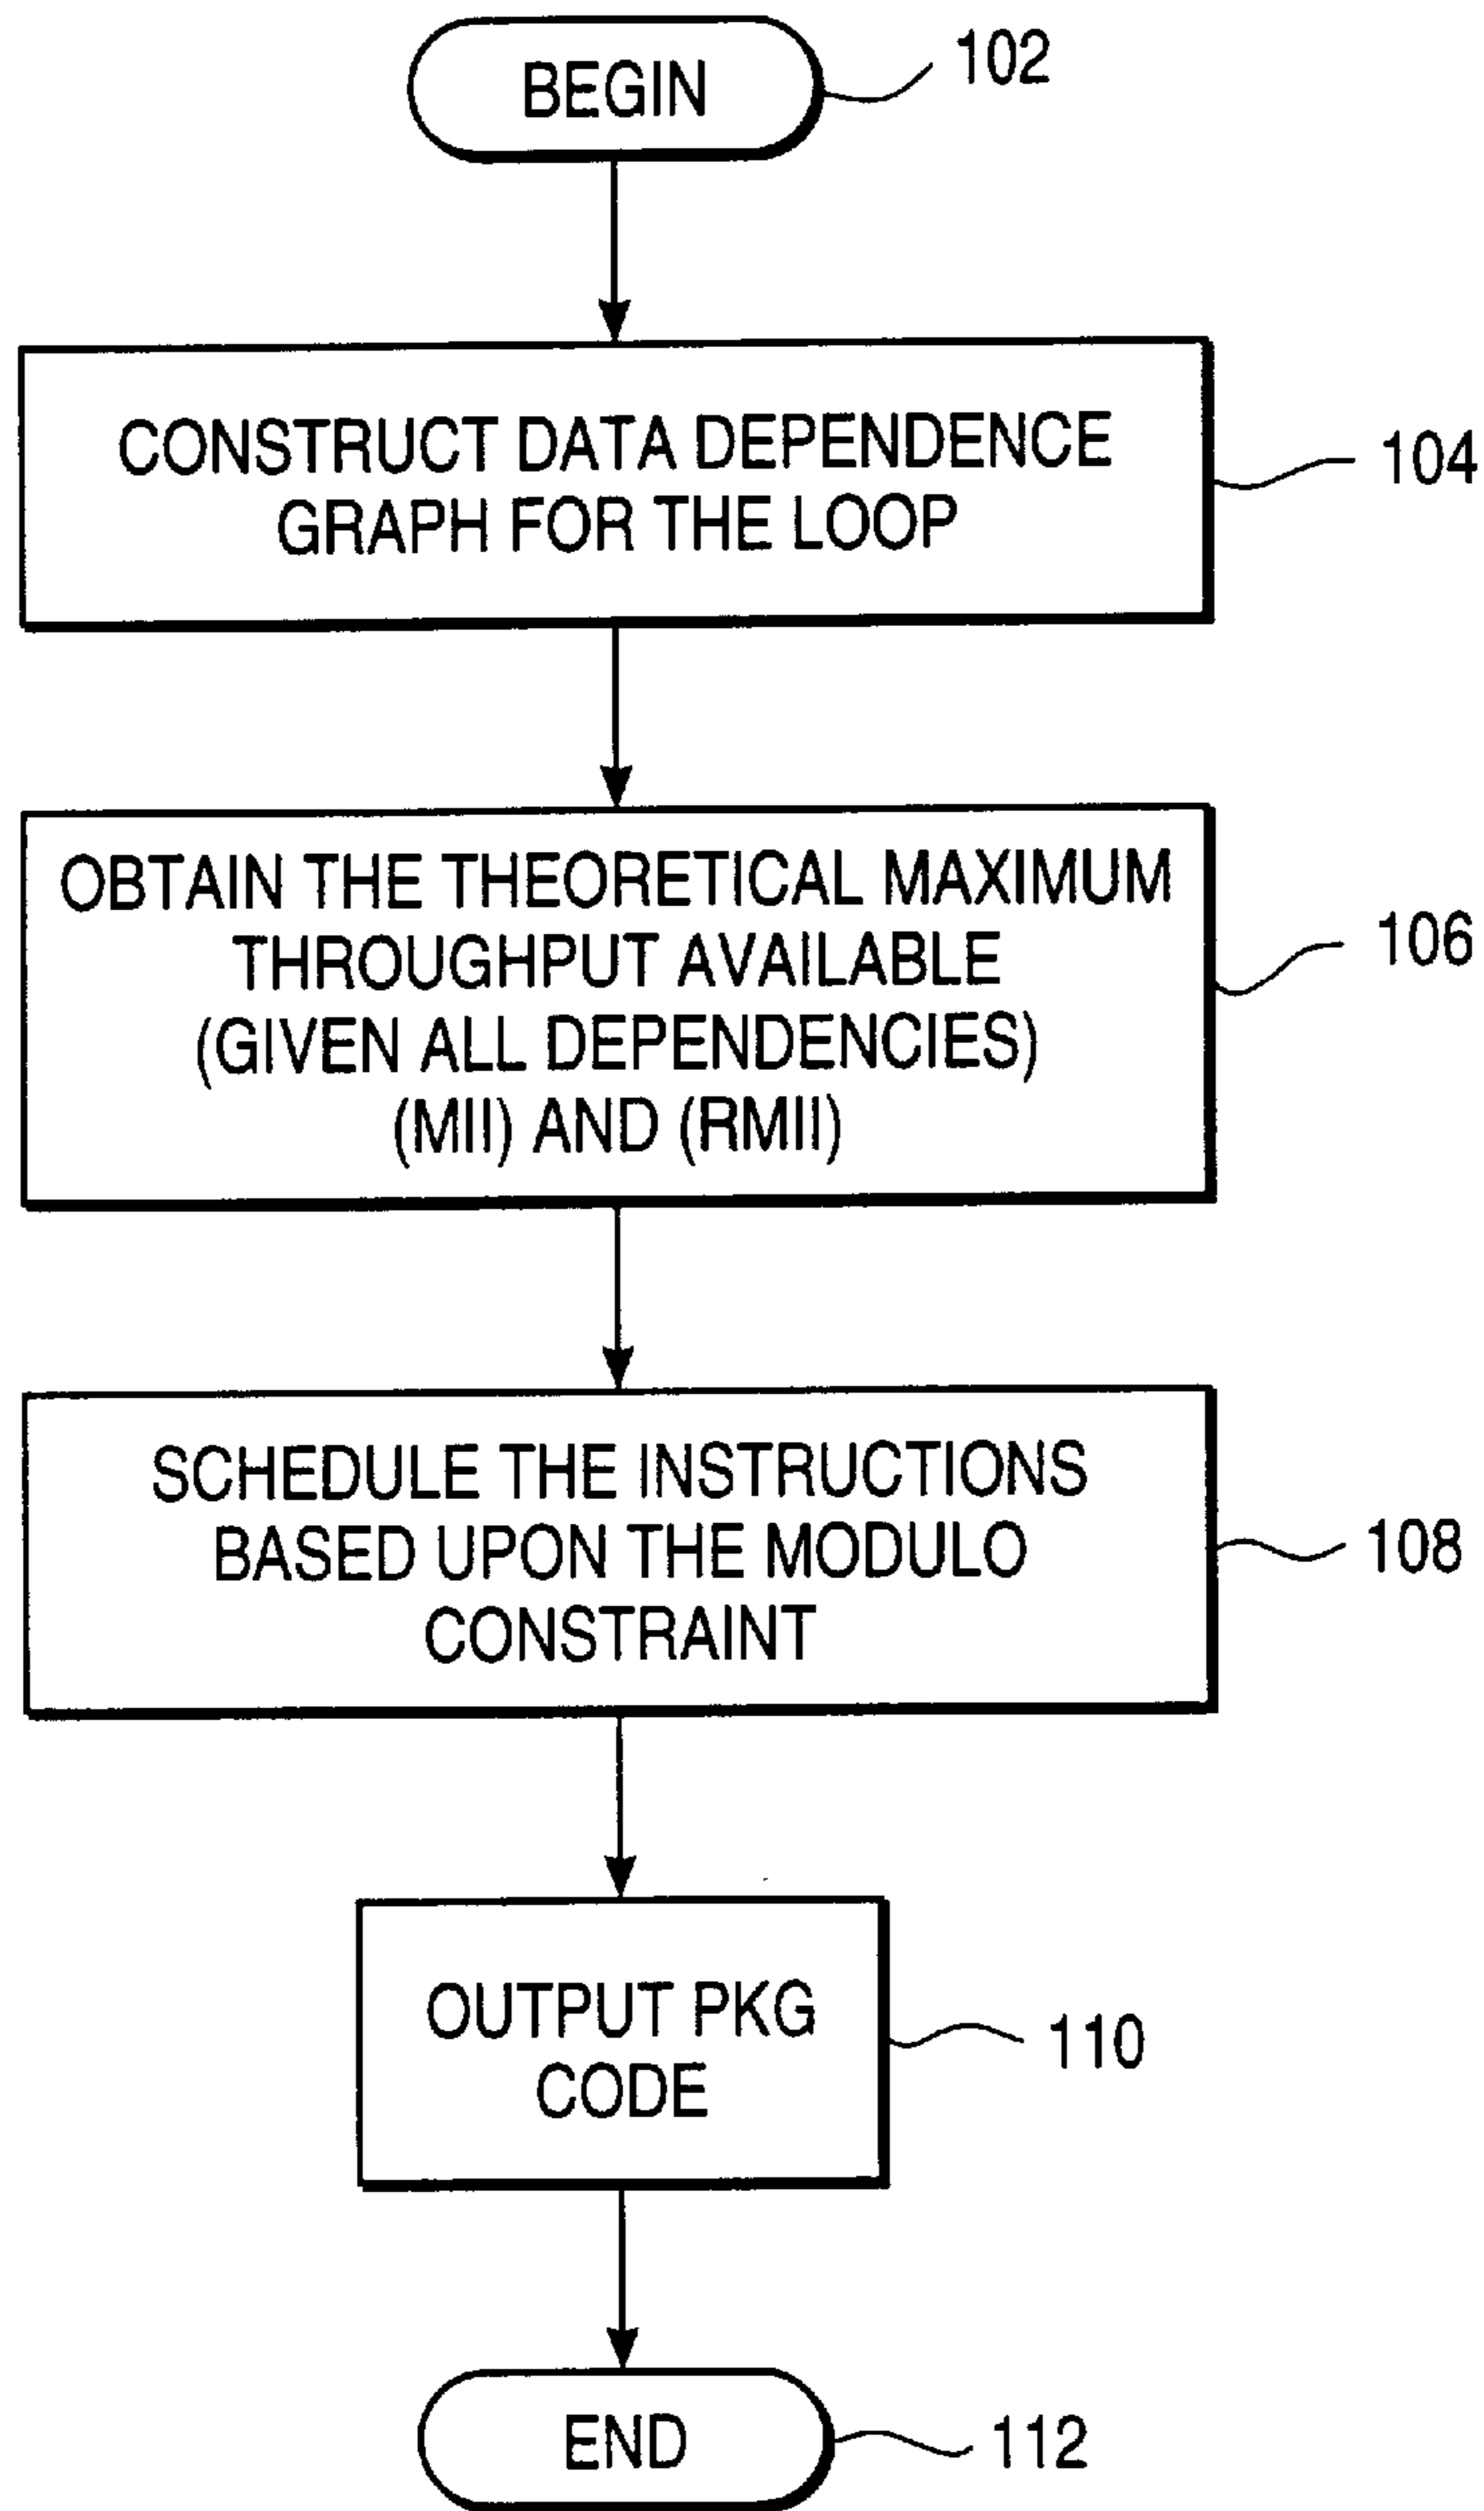 BEGIN
102
CONSTRUCT DATA DEPENDENCE
GRAPH FOR THE LOOP
104
OBTAIN THE THEORETICAL MAXIMUM
THROUGHPUT AVAILABLE
(GIVEN ALL DEPENDENCIES)
(MII) AND (RMII)
106
SCHEDULE THE INSTRUCTIONS
BASED UPON THE MODULO
CONSTRAINT
108
OUTPUT PKG
CODE
110
END
112